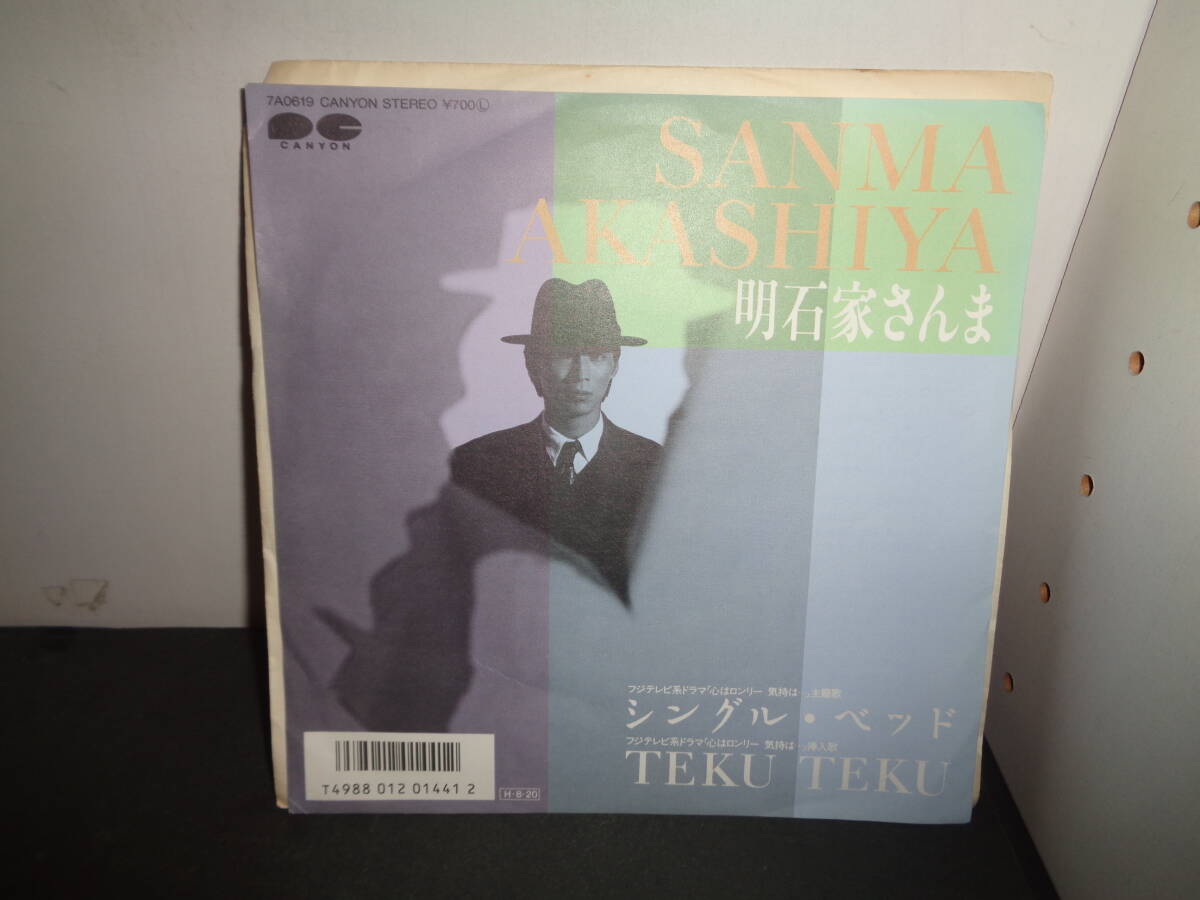 7A0619 CANYON STEREO ¥700Ⓛ
CANYON
SANMA
AKASHIYA
明石家さんま
フジテレビ系ドラマ「心はロンリー 気持は…」主題歌
シングル・ベッド
フジテレビ系ドラマ「心はロンリー 気持は…」挿入歌
TEKU TEKU
T4988 012 01441 2
H・8・20